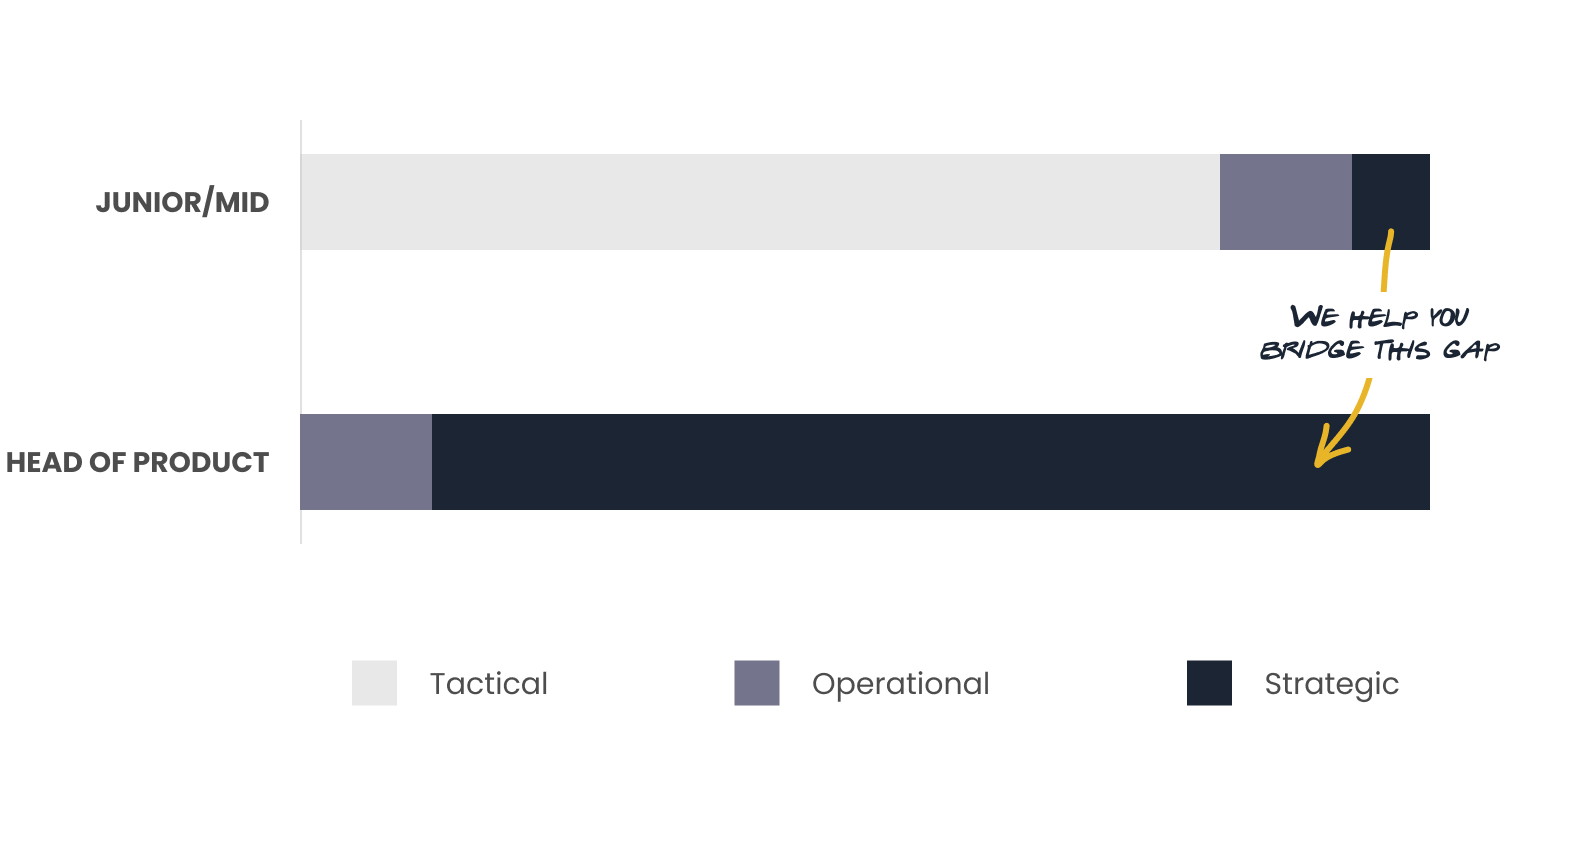 JUNIOR/MID
WE HELP YOU
BRIDGE THIS GAP
HEAD OF PRODUCT
Tactical
Operational
Strategic